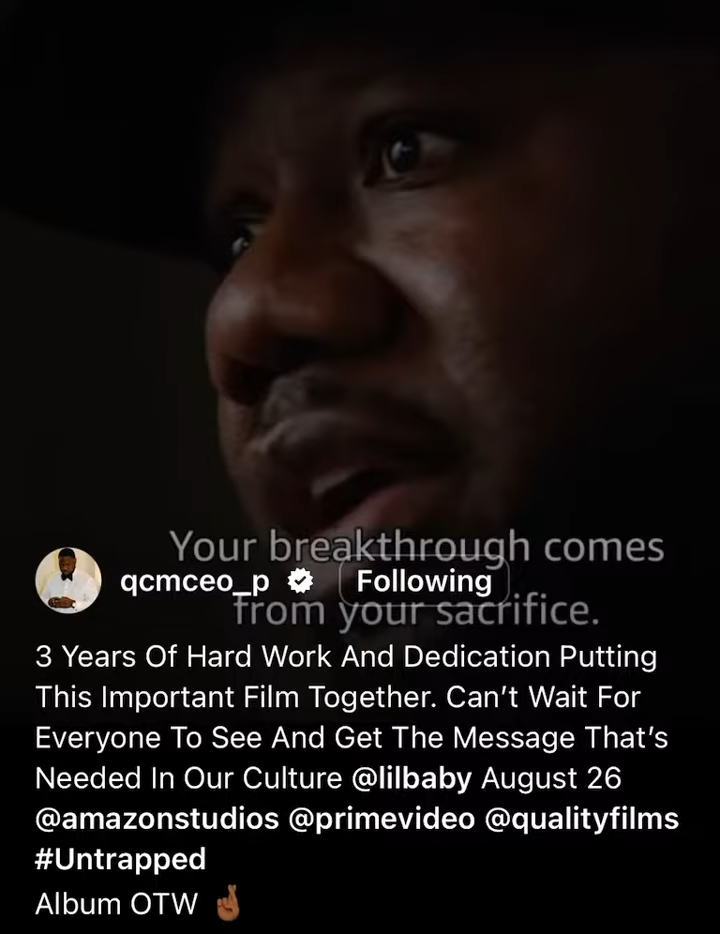 Your breakthrough comes
from your sacrifice.
qcmceo_p Following
3 Years Of Hard Work And Dedication Putting
This Important Film Together. Can’t Wait For
Everyone To See And Get The Message That’s
Needed In Our Culture @lilbaby August 26
@amazonstudios @primevideo @qualityfilms
#Untrapped
Album OTW 🤞🏾